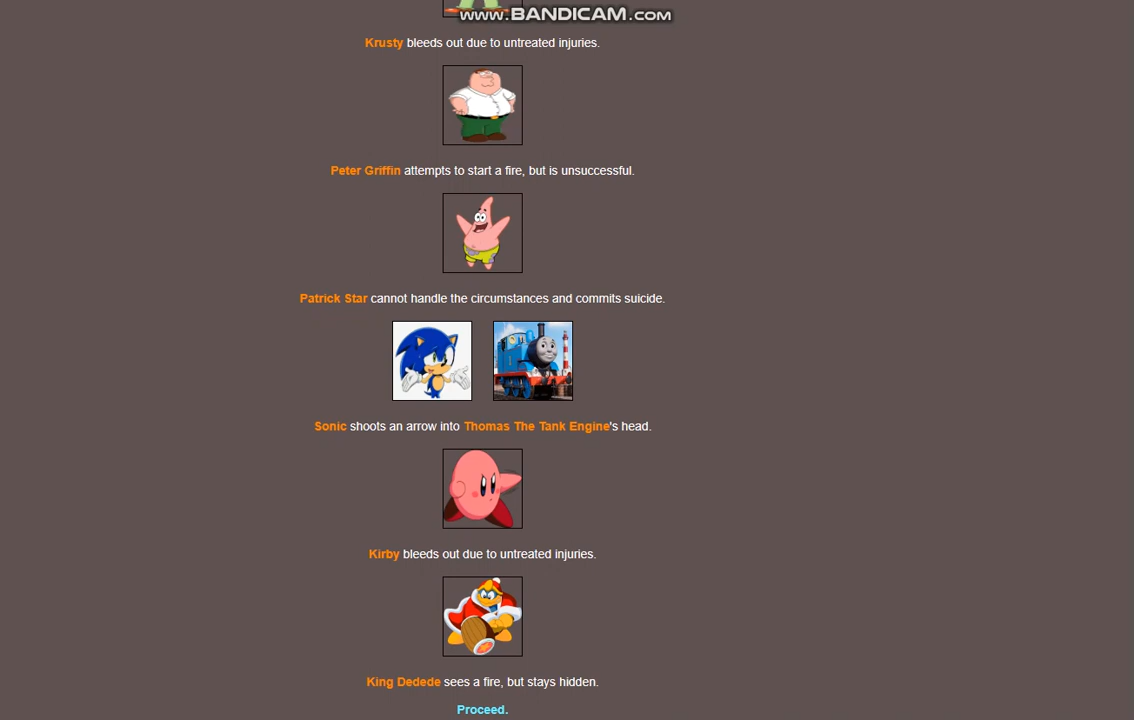 www.BANDICAM.com
Krusty bleeds out due to untreated injuries.
Peter Griffin attempts to start a fire, but is unsuccessful.
Patrick Star cannot handle the circumstances and commits suicide.
Sonic shoots an arrow into Thomas The Tank Engine's head.
Kirby bleeds out due to untreated injuries.
King Dedede sees a fire, but stays hidden.
Proceed.